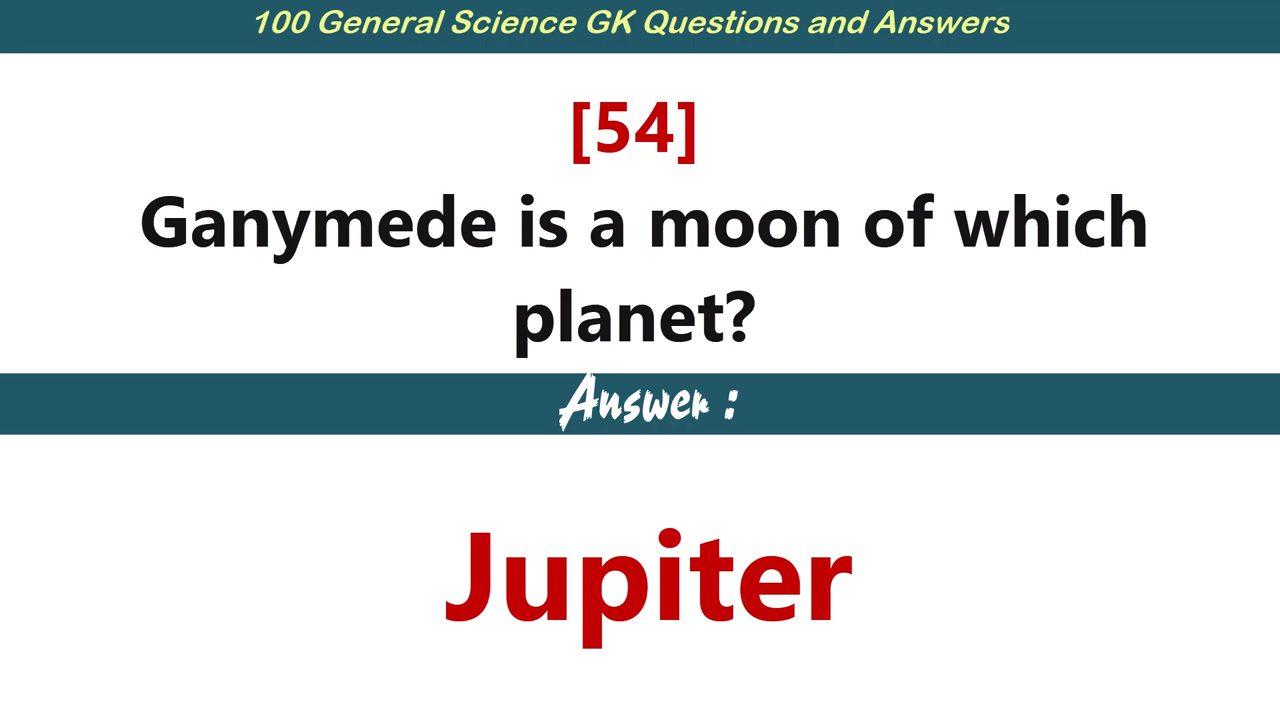 100 General Science GK Questions and Answers
[54]
Ganymede is a moon of which
planet?
Answer :
Jupiter